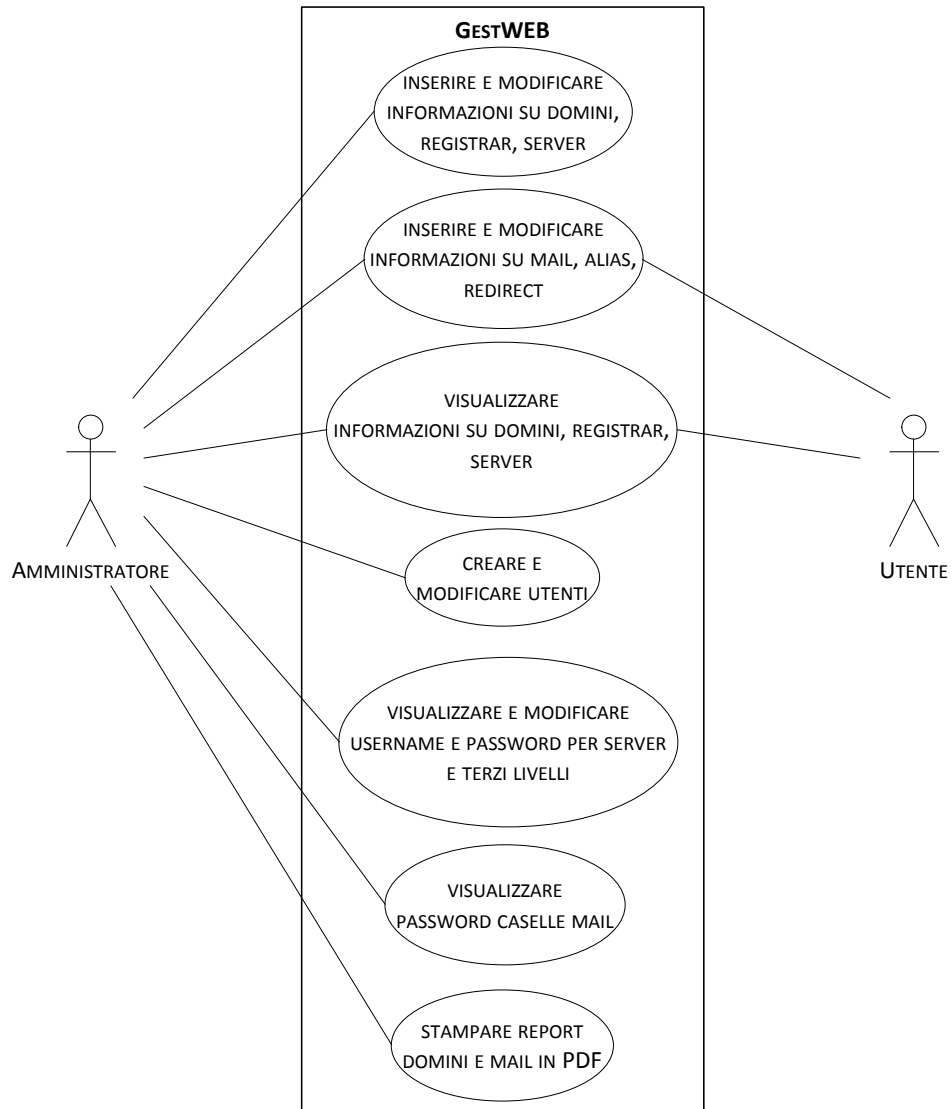 GESTWEB
INSERIRE E MODIFICARE
INFORMAZIONI SU DOMINI,
REGISTRAR, SERVER
INSERIRE E MODIFICARE
INFORMAZIONI SU MAIL, ALIAS,
REDIRECT
VISUALIZZARE
INFORMAZIONI SU DOMINI, REGISTRAR,
SERVER
AMMINISTRATORE
UTENTE
CREARE E
MODIFICARE UTENTI
VISUALIZZARE E MODIFICARE
USERNAME E PASSWORD PER SERVER
E TERZI LIVELLI
VISUALIZZARE
PASSWORD CASELLE MAIL
STAMPARE REPORT
DOMINI E MAIL IN PDF